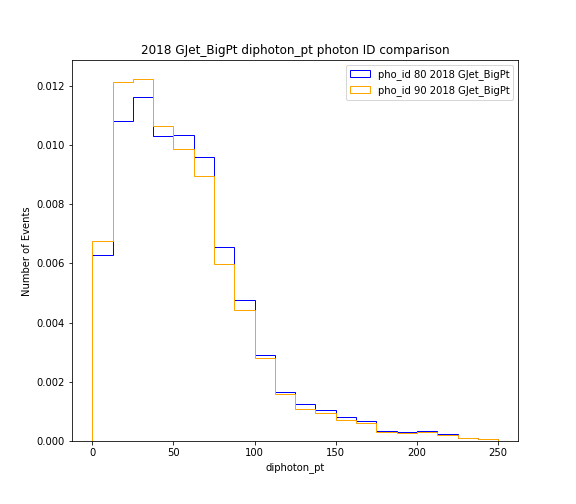 2018 GJet_BigPt diphoton_pt photon ID comparison
pho_id 80 2018 GJet_BigPt
pho_id 90 2018 GJet_BigPt
Number of Events
0.012
0.010
0.008
0.006
0.004
0.002
0.000
0 50 100 150 200 250
diphoton_pt